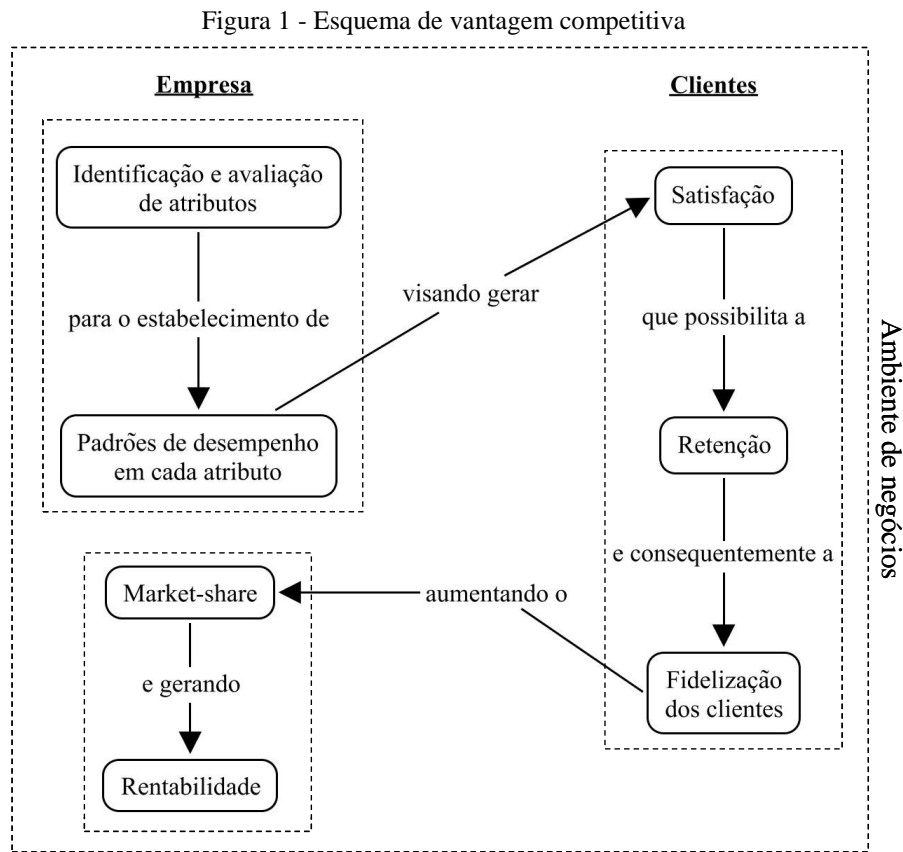 Figura 1 - Esquema de vantagem competitiva
Empresa
Identificação e avaliação
de atributos
para o estabelecimento de
Padrões de desempenho
em cada atributo
visando gerar
Clientes
Satisfação
que possibilita a
Retenção
e consequentemente a
Fidelização
dos clientes
aumentando o
Market-share
e gerando
Rentabilidade
Ambiente de negócios